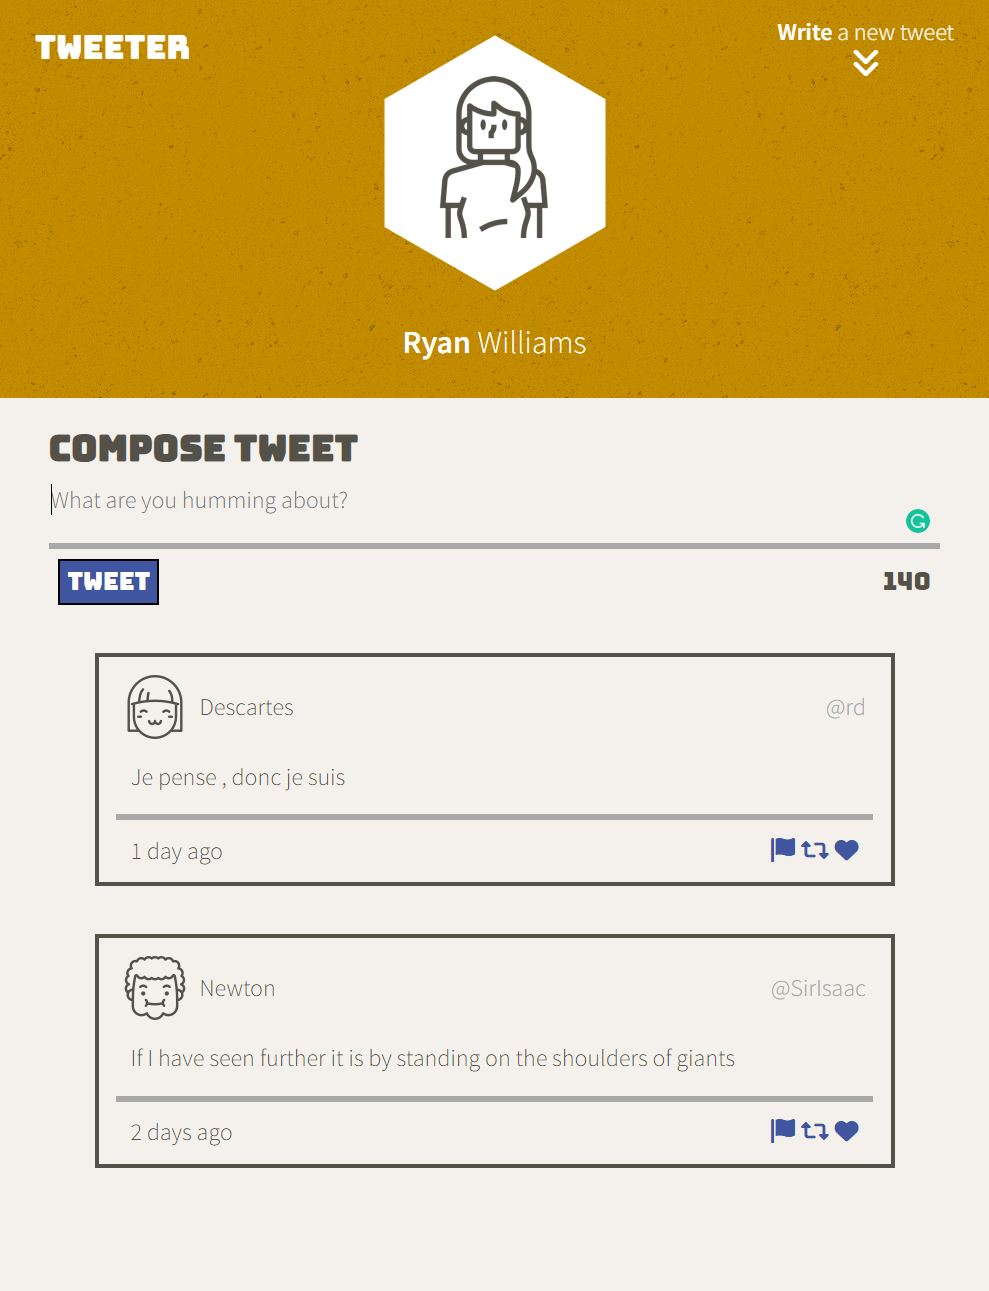 TWEETER
Write a new tweet
Ryan Williams
COMPOSE TWEET
What are you humming about?
TWEET
140
Descartes
@rd
Je pense , donc je suis
1 day ago
Newton
@SirIsaac
If I have seen further it is by standing on the shoulders of giants
2 days ago